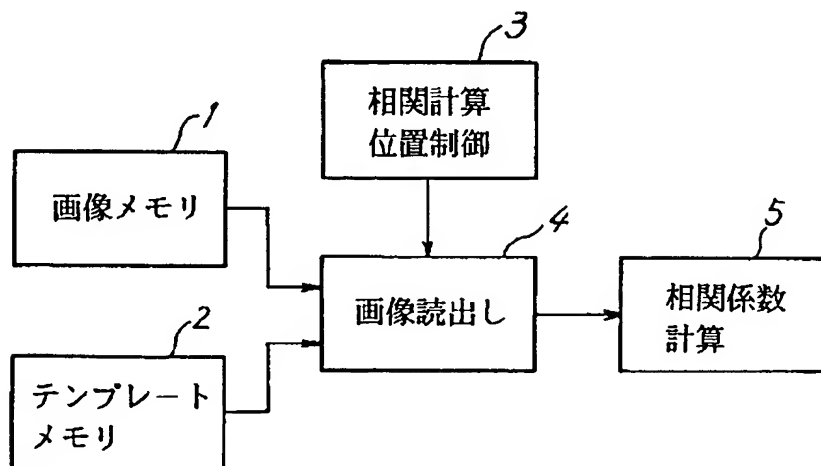 3
相関計算
位置制御
1
画像メモリ
4
画像読出し
5
相関係数
計算
2
テンプレート
メモリ